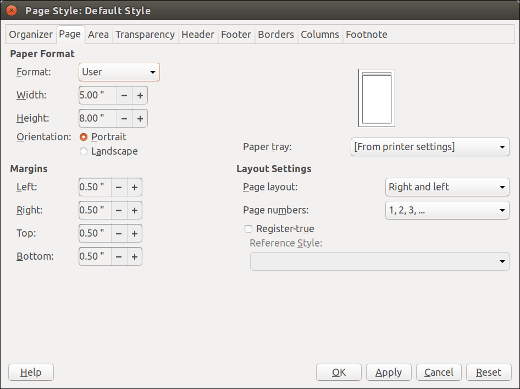 Page Style: Default Style
Organizer Page Area Transparency Header Footer Borders Columns Footnote
Paper Format
Format: User
Width: 5.00 " − +
Height: 8.00 " − +
Orientation: Portrait
Landscape
Paper tray: [From printer settings]
Margins
Left: 0.50 " − +
Right: 0.50 " − +
Top: 0.50 " − +
Bottom: 0.50 " − +
Layout Settings
Page layout: Right and left
Page numbers: 1, 2, 3, ...
Register-true
Reference Style:
Help OK Apply Cancel Reset